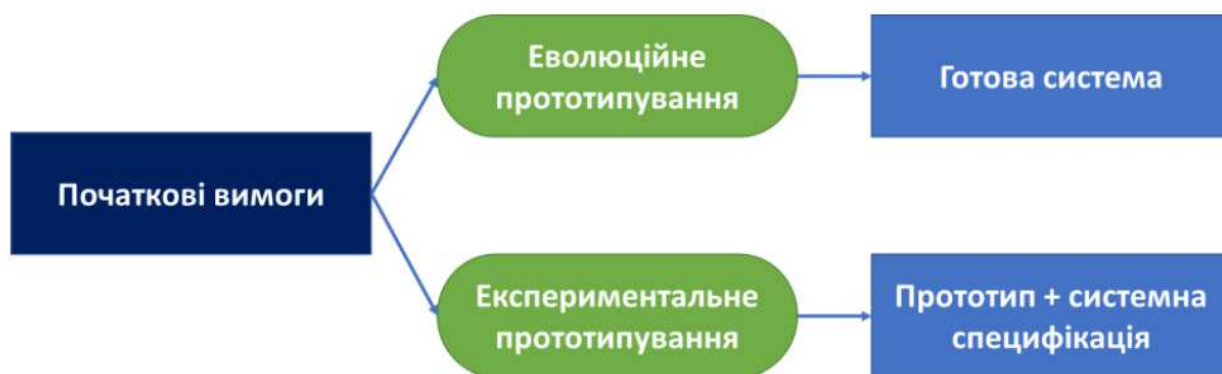 Еволюційне
прототипування
Готова система
Початкові вимоги
Експериментальне
прототипування
Прототип + системна
специфікація